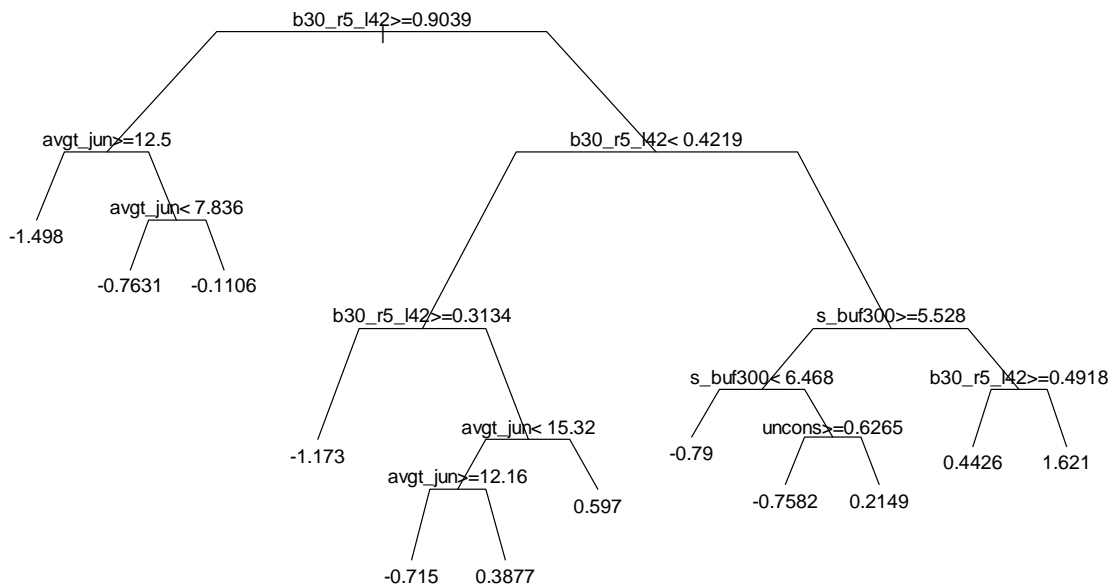 b30_r5_l42>=0.9039
avgt_jun>=12.5
b30_r5_l42< 0.4219
avgt_jun< 7.836
-1.498
-0.7631
-0.1106
b30_r5_l42>=0.3134
s_buf300>=5.528
s_buf300< 6.468
b30_r5_l42>=0.4918
avgt_jun< 15.32
uncons>=0.6265
-1.173
-0.79
0.4426
1.621
avgt_jun>=12.16
0.597
-0.7582
0.2149
-0.715
0.3877